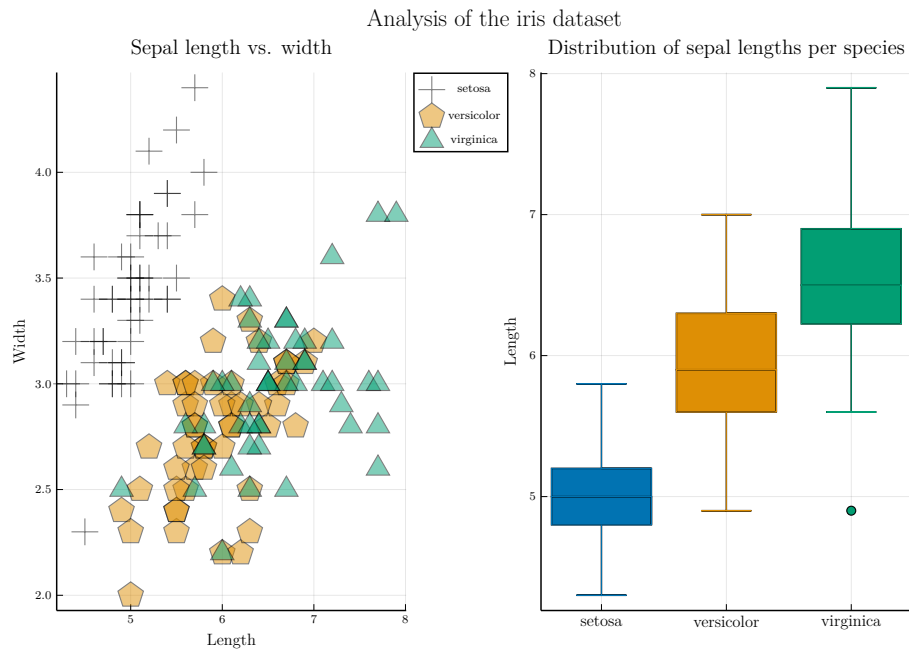 Analysis of the iris dataset
Sepal length vs. width
setosa
versicolor
virginica
4.0
3.5
3.0
2.5
2.0
Width
5
6
7
8
Length
Distribution of sepal lengths per species
8
7
6
5
Length
setosa
versicolor
virginica